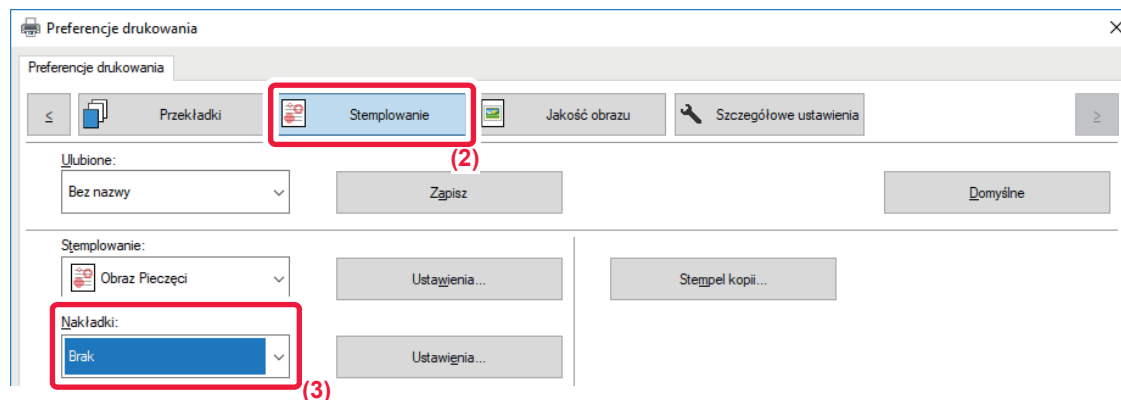 Preferencje drukowania
Preferencje drukowania
< Przekładki Stemplowanie Jakość obrazu Szczegółowe ustawienia >
(2)
Ulubione:
Bez nazwy Zapisz Domyślne
Stemplowanie:
Obraz Pieczęci Ustawienia... Stempel kopii...
Nakładki:
Brak Ustawienia...
(3)